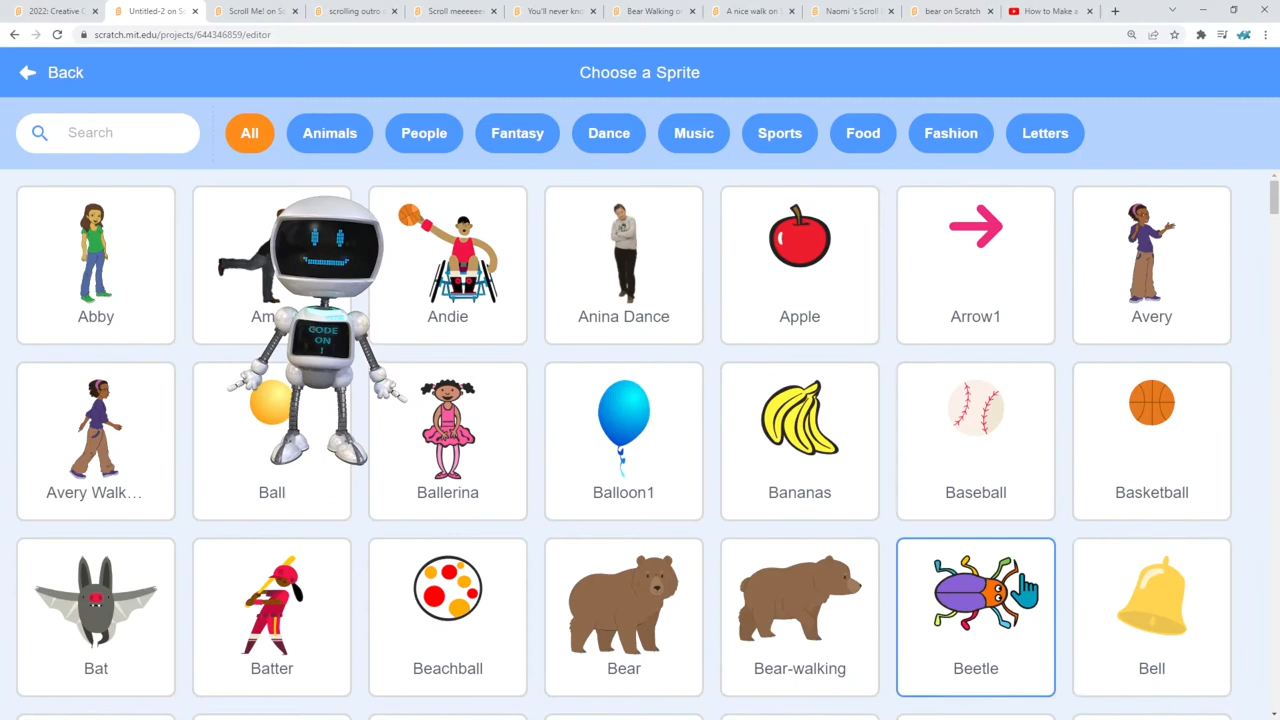 2022: Creative C
Untitled-2 on Sc
Scroll Me! on Sc
scrolling outro s
Scroll meeeeee-
You'll never kno
Bear Walking on
A nice walk on S
Naomi 's Scroll
bear on Scratch
How to Make a
scratch.mit.edu/projects/644346859/editor
Back
Choose a Sprite
Search
All
Animals
People
Fantasy
Dance
Music
Sports
Food
Fashion
Letters
CODE
ON
!
Abby
Am
Andie
Anina Dance
Apple
Arrow1
Avery
Avery Walk…
Ball
Ballerina
Balloon1
Bananas
Baseball
Basketball
Bat
Batter
Beachball
Bear
Bear-walking
Beetle
Bell